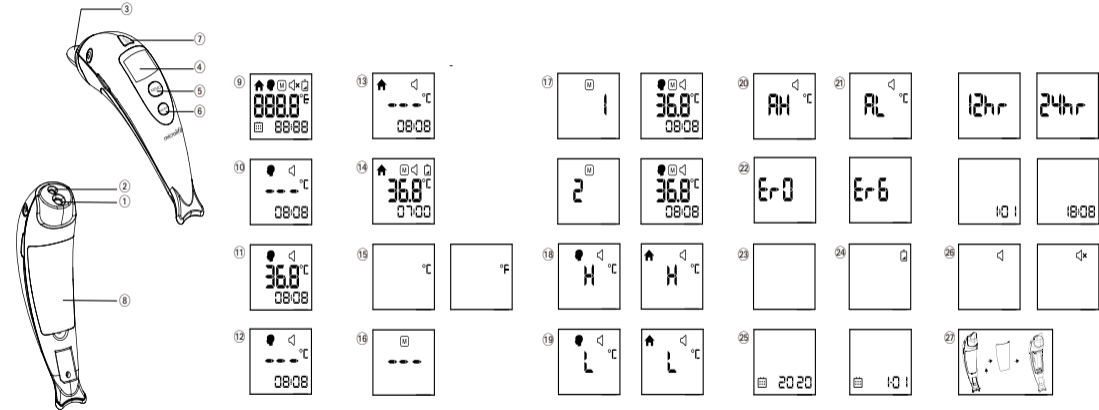 ③
⑦
④
⑤
⑥
microlife
②
①
⑧
⑨ M
888.8 °F
88:88
⑩
--- °C
08:08
⑪
36.8 °C
08:08
⑫
--- °C
08:08
⑬
--- °C
08:08
⑭ M
36.8 °C
07:00
⑮ °C °F
⑯ M
---
⑰ M
1
M
36.8 °C
08:08
M
2
M
36.8 °C
08:08
⑱
H °C
H °C
⑲
L °C
L °C
⑳
AH °C
㉑
AL °C
㉒
Er0 Er6
㉓
㉔
㉕
2020
1:01
12hr 24hr
1:01 18:08
㉖
㉗